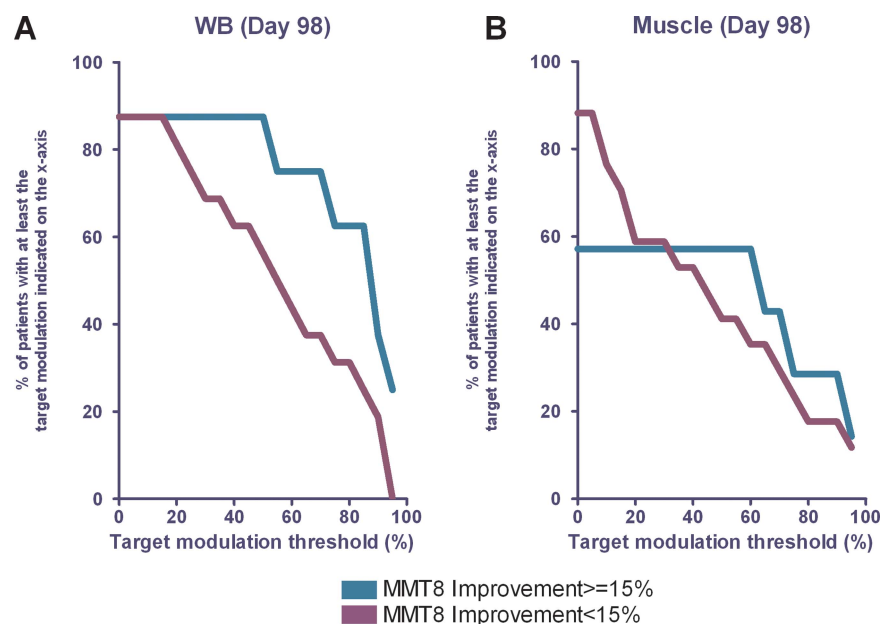 A
WB (Day 98)
% of patients with at least the
target modulation indicated on the x-axis
100
80
60
40
20
0
0 20 40 60 80 100
Target modulation threshold (%)
B
Muscle (Day 98)
% of patients with at least the
target modulation indicated on the x-axis
100
80
60
40
20
0
0 20 40 60 80 100
Target modulation threshold (%)
MMT8 Improvement>=15%
MMT8 Improvement<15%